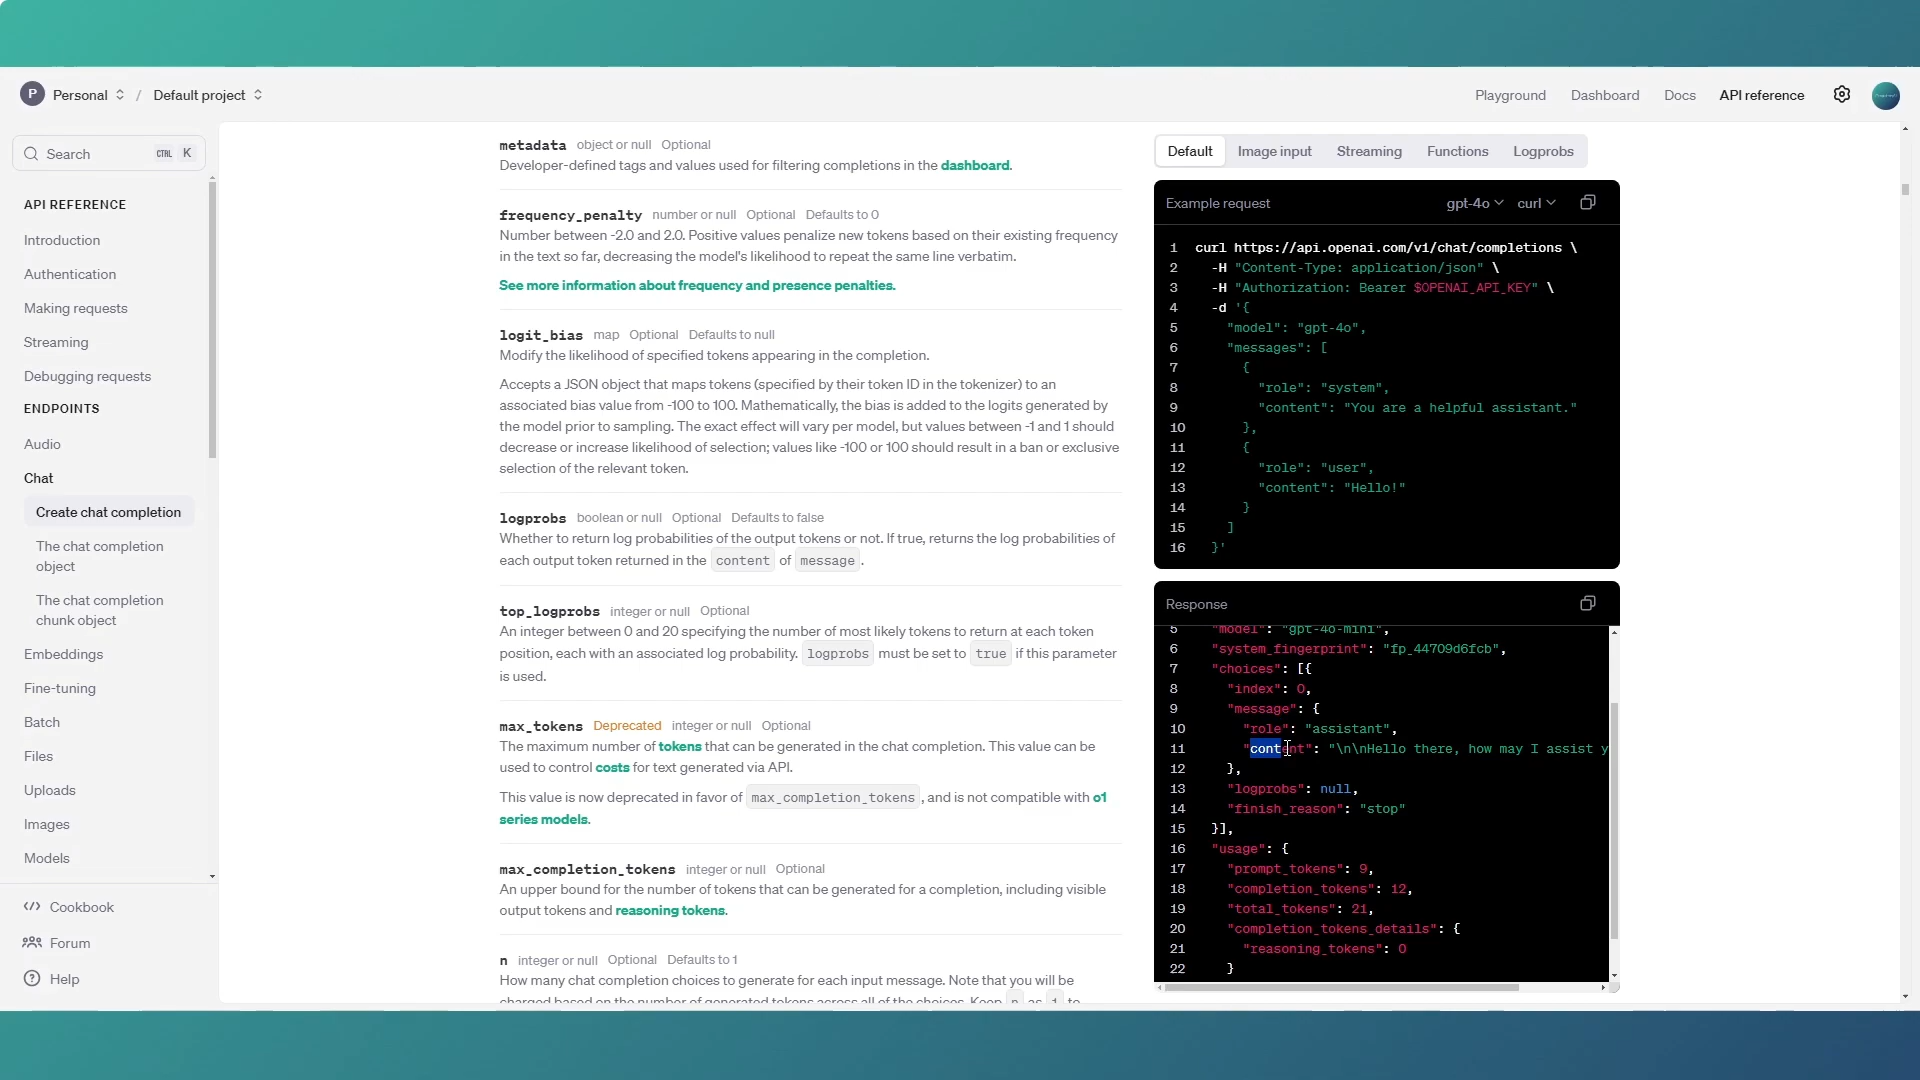 P Personal / Default project
Playground Dashboard Docs API reference
Search CTRL K
API REFERENCE
Introduction
Authentication
Making requests
Streaming
Debugging requests
ENDPOINTS
Audio
Chat
Create chat completion
The chat completion
object
The chat completion
chunk object
Embeddings
Fine-tuning
Batch
Files
Uploads
Images
Models
Cookbook
Forum
Help
metadata object or null Optional
Developer-defined tags and values used for filtering completions in the dashboard.
frequency_penalty number or null Optional Defaults to 0
Number between -2.0 and 2.0. Positive values penalize new tokens based on their existing frequency
in the text so far, decreasing the model's likelihood to repeat the same line verbatim.
See more information about frequency and presence penalties.
logit_bias map Optional Defaults to null
Modify the likelihood of specified tokens appearing in the completion.
Accepts a JSON object that maps tokens (specified by their token ID in the tokenizer) to an
associated bias value from -100 to 100. Mathematically, the bias is added to the logits generated by
the model prior to sampling. The exact effect will vary per model, but values between -1 and 1 should
decrease or increase likelihood of selection; values like -100 or 100 should result in a ban or exclusive
selection of the relevant token.
logprobs boolean or null Optional Defaults to false
Whether to return log probabilities of the output tokens or not. If true, returns the log probabilities of
each output token returned in the content of message.
top_logprobs integer or null Optional
An integer between 0 and 20 specifying the number of most likely tokens to return at each token
position, each with an associated log probability. logprobs must be set to true if this parameter
is used.
max_tokens Deprecated integer or null Optional
The maximum number of tokens that can be generated in the chat completion. This value can be
used to control costs for text generated via API.
This value is now deprecated in favor of max_completion_tokens, and is not compatible with o1
series models.
max_completion_tokens integer or null Optional
An upper bound for the number of tokens that can be generated for a completion, including visible
output tokens and reasoning tokens.
n integer or null Optional Defaults to 1
How many chat completion choices to generate for each input message. Note that you will be
charged based on the number of generated tokens across all of the choices. Keep n as 1 to
Default Image input Streaming Functions Logprobs
Example request gpt-4o curl
1 curl https://api.openai.com/v1/chat/completions \
2 -H "Content-Type: application/json" \
3 -H "Authorization: Bearer $OPENAI_API_KEY" \
4 -d '{
5 "model": "gpt-4o",
6 "messages": [
7 {
8 "role": "system",
9 "content": "You are a helpful assistant."
10 },
11 {
12 "role": "user",
13 "content": "Hello!"
14 }
15 ]
16 }'
Response
5 "model": "gpt-4o-mini",
6 "system_fingerprint": "fp_44709d6fcb",
7 "choices": [{
8 "index": 0,
9 "message": {
10 "role": "assistant",
11 "content": "\n\nHello there, how may I assist y
12 },
13 "logprobs": null,
14 "finish_reason": "stop"
15 }],
16 "usage": {
17 "prompt_tokens": 9,
18 "completion_tokens": 12,
19 "total_tokens": 21,
20 "completion_tokens_details": {
21 "reasoning_tokens": 0
22 }